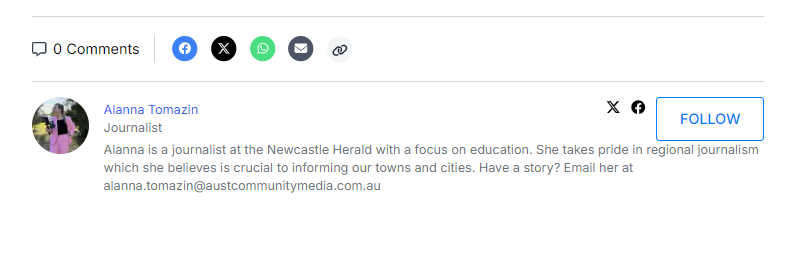 0 Comments
Alanna Tomazin
FOLLOW
Journalist
Alanna is a journalist at the Newcastle Herald with a focus on education. She takes pride in regional journalism
which she believes is crucial to informing our towns and cities. Have a story? Email her at
alanna.tomazin@austcommunitymedia.com.au